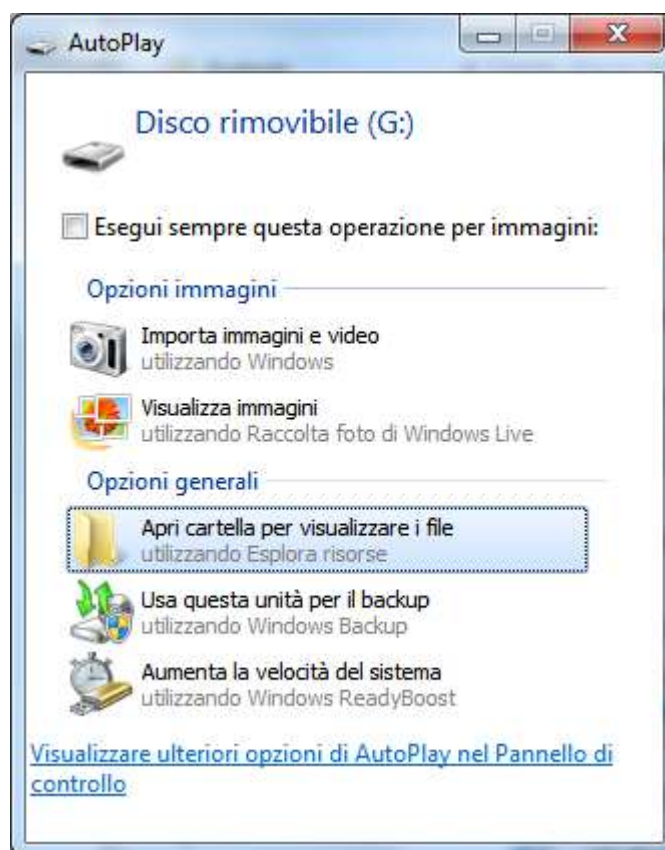 AutoPlay
Disco rimovibile (G:)
Esegui sempre questa operazione per immagini:
Opzioni immagini
Importa immagini e video
utilizzando Windows
Visualizza immagini
utilizzando Raccolta foto di Windows Live
Opzioni generali
Apri cartella per visualizzare i file
utilizzando Esplora risorse
Usa questa unità per il backup
utilizzando Windows Backup
Aumenta la velocità del sistema
utilizzando Windows ReadyBoost
Visualizzare ulteriori opzioni di AutoPlay nel Pannello di
controllo